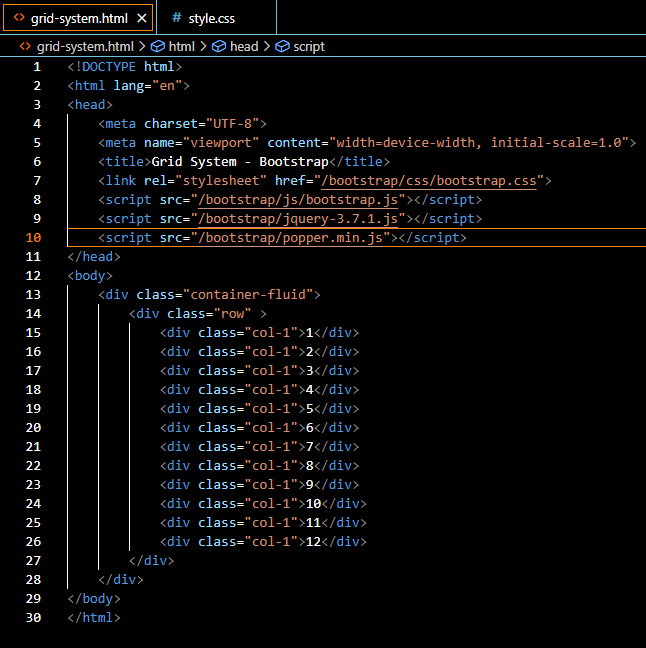 grid-system.html × # style.css
grid-system.html > html > head > script
1 <!DOCTYPE html>
2 <html lang="en">
3 <head>
4 <meta charset="UTF-8">
5 <meta name="viewport" content="width=device-width, initial-scale=1.0">
6 <title>Grid System - Bootstrap</title>
7 <link rel="stylesheet" href="/bootstrap/css/bootstrap.css">
8 <script src="/bootstrap/js/bootstrap.js"></script>
9 <script src="/bootstrap/jquery-3.7.1.js"></script>
10 <script src="/bootstrap/popper.min.js"></script>
11 </head>
12 <body>
13 <div class="container-fluid">
14 <div class="row" >
15 <div class="col-1">1</div>
16 <div class="col-1">2</div>
17 <div class="col-1">3</div>
18 <div class="col-1">4</div>
19 <div class="col-1">5</div>
20 <div class="col-1">6</div>
21 <div class="col-1">7</div>
22 <div class="col-1">8</div>
23 <div class="col-1">9</div>
24 <div class="col-1">10</div>
25 <div class="col-1">11</div>
26 <div class="col-1">12</div>
27 </div>
28 </div>
29 </body>
30 </html>